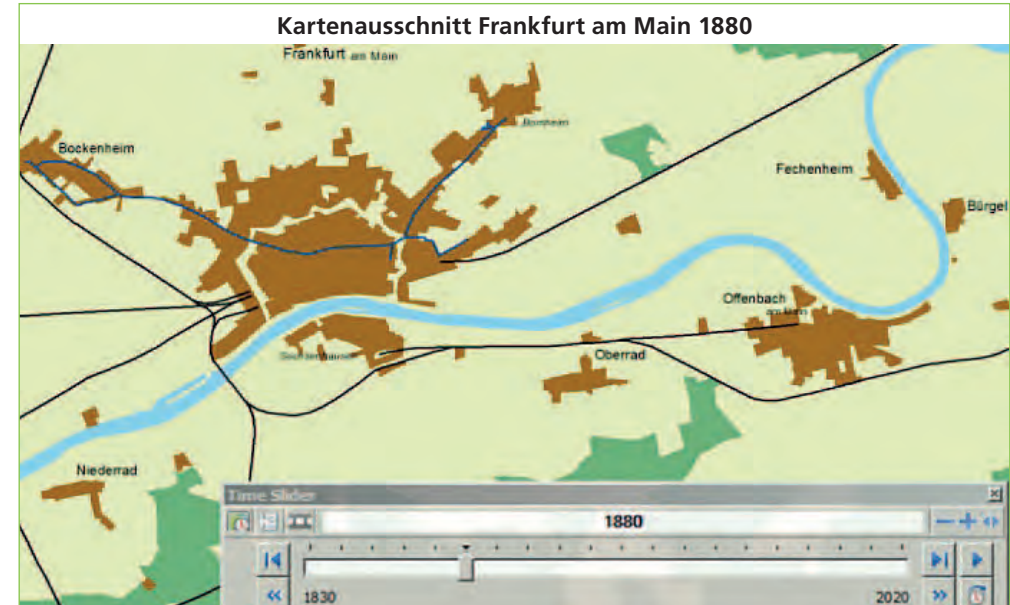 Kartenausschnitt Frankfurt am Main 1880
Frankfurt am Main
Bornheim
Bockenheim
Fechenheim
Bürgel
Offenbach
am Main
Sachsenhausen
Oberrad
Niederrad
Time Slider
1880
1830
2020